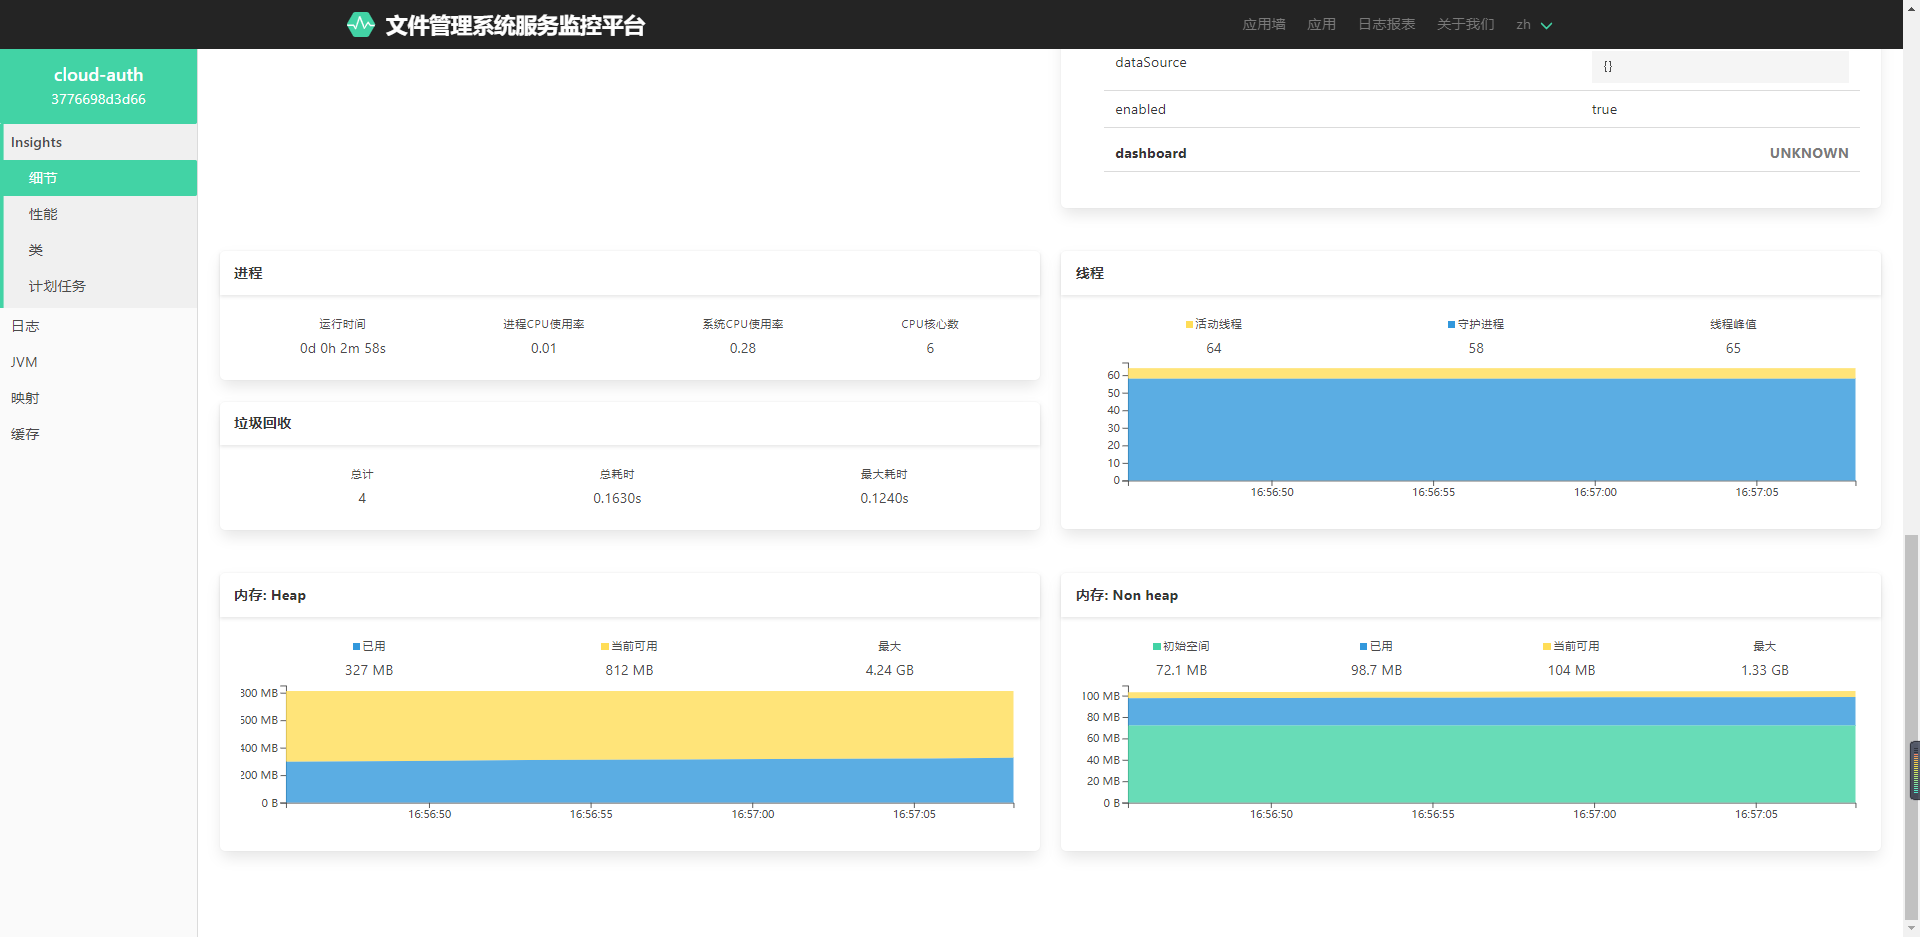 文件管理系统服务监控平台
应用墙 应用 日志报表 关于我们 zh
cloud-auth
3776698d3d66
Insights
细节
性能
类
计划任务
日志
JVM
映射
缓存
dataSource {}
enabled true
dashboard UNKNOWN
进程
运行时间 进程CPU使用率 系统CPU使用率 CPU核心数
0d 0h 2m 58s 0.01 0.28 6
垃圾回收
总计 总耗时 最大耗时
4 0.1630s 0.1240s
线程
活动线程 守护进程 线程峰值
64 58 65
60
50
40
30
20
10
0
16:56:50 16:56:55 16:57:00 16:57:05
内存: Heap
已用 当前可用 最大
327 MB 812 MB 4.24 GB
800 MB
600 MB
400 MB
200 MB
0 B
16:56:50 16:56:55 16:57:00 16:57:05
内存: Non heap
初始空间 已用 当前可用 最大
72.1 MB 98.7 MB 104 MB 1.33 GB
100 MB
80 MB
60 MB
40 MB
20 MB
0 B
16:56:50 16:56:55 16:57:00 16:57:05